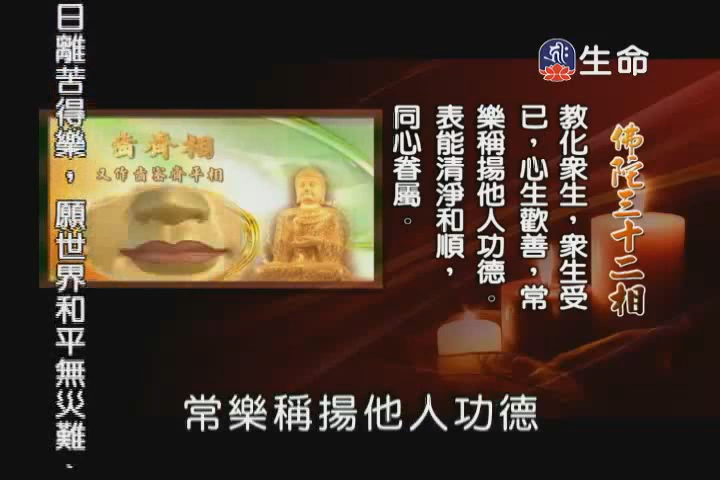 生命
佛陀三十二相
教化眾生，眾生受
已，心生歡善，常
樂稱揚他人功德。
表能清淨和順，
同心眷屬。
齒齊相
又作齒密齊平相
日離苦得樂，願世界和平無災難、
常樂稱揚他人功德